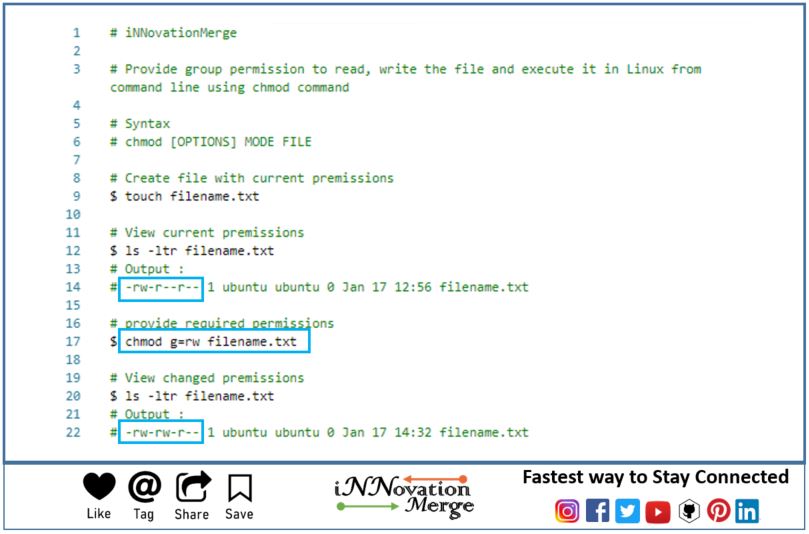 1 # iNNovationMerge
2
3 # Provide group permission to read, write the file and execute it in Linux from
command line using chmod command
4
5 # Syntax
6 # chmod [OPTIONS] MODE FILE
7
8 # Create file with current premissions
9 $ touch filename.txt
10
11 # View current premissions
12 $ ls -ltr filename.txt
13 # Output :
14 # -rw-r--r-- 1 ubuntu ubuntu 0 Jan 17 12:56 filename.txt
15
16 # provide required permissions
17 $ chmod g=rw filename.txt
18
19 # View changed premissions
20 $ ls -ltr filename.txt
21 # Output :
22 # -rw-rw-r-- 1 ubuntu ubuntu 0 Jan 17 14:32 filename.txt
Like Tag Share Save
iNNovation
Merge
Fastest way to Stay Connected